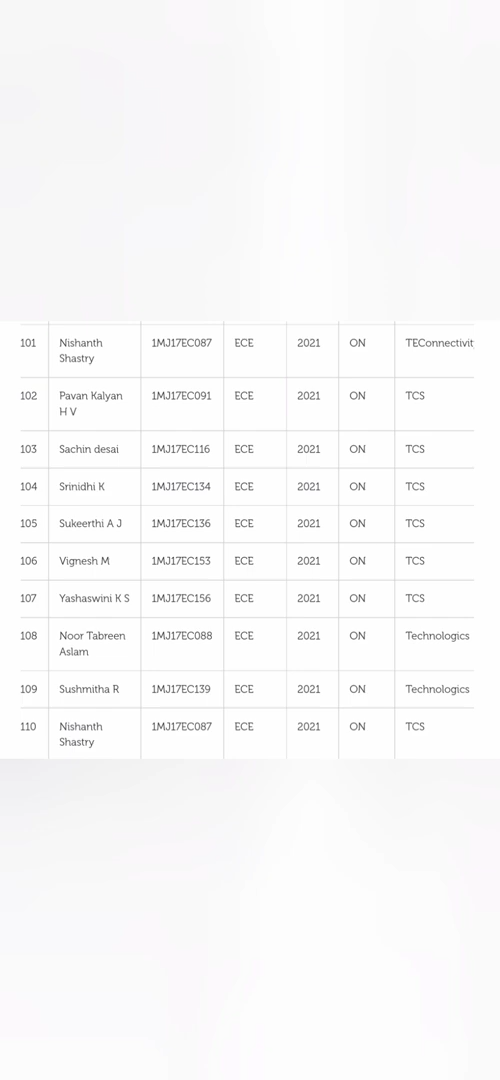 101 Nishanth 1MJ17EC087 ECE 2021 ON TEConnectivit
Shastry
102 Pavan Kalyan 1MJ17EC091 ECE 2021 ON TCS
H V
103 Sachin desai 1MJ17EC116 ECE 2021 ON TCS
104 Srinidhi K 1MJ17EC134 ECE 2021 ON TCS
105 Sukeerthi A J 1MJ17EC136 ECE 2021 ON TCS
106 Vignesh M 1MJ17EC153 ECE 2021 ON TCS
107 Yashaswini K S 1MJ17EC156 ECE 2021 ON TCS
108 Noor Tabreen 1MJ17EC088 ECE 2021 ON Technologics
Aslam
109 Sushmitha R 1MJ17EC139 ECE 2021 ON Technologics
110 Nishanth 1MJ17EC087 ECE 2021 ON TCS
Shastry